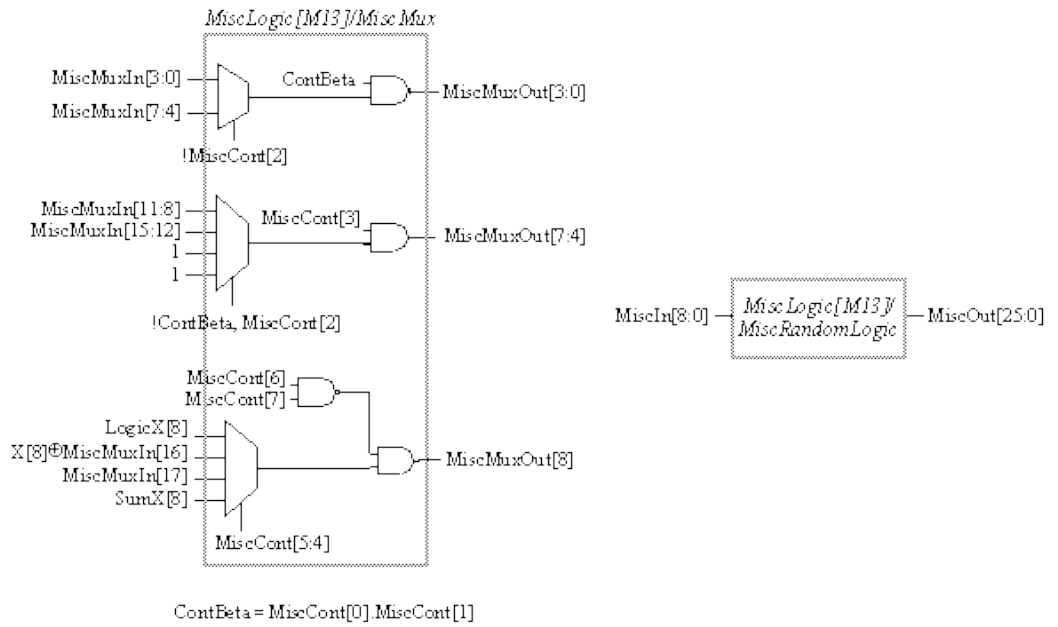 MiscLogic[M13]/MiscMux
MiscMuxIn[3:0]
ContBeta
MiscMuxOut[3:0]
MiscMuxIn[7:4]
!MiscCont[2]
MiscMuxIn[11:8]
MiscCont[3]
MiscMuxIn[15:12]
MiscMuxOut[7:4]
1
1
!ContBeta, MiscCont[2]
MiscIn[8:0]
MiscLogic[M13]/
MiscRandomLogic
MiscOut[25:0]
MiscCont[6]
MiscCont[7]
LogicX[8]
X[8]⊕MiscMuxIn[16]
MiscMuxOut[8]
MiscMuxIn[17]
SumX[8]
MiscCont[5:4]
ContBeta = MiscCont[0].MiscCont[1]